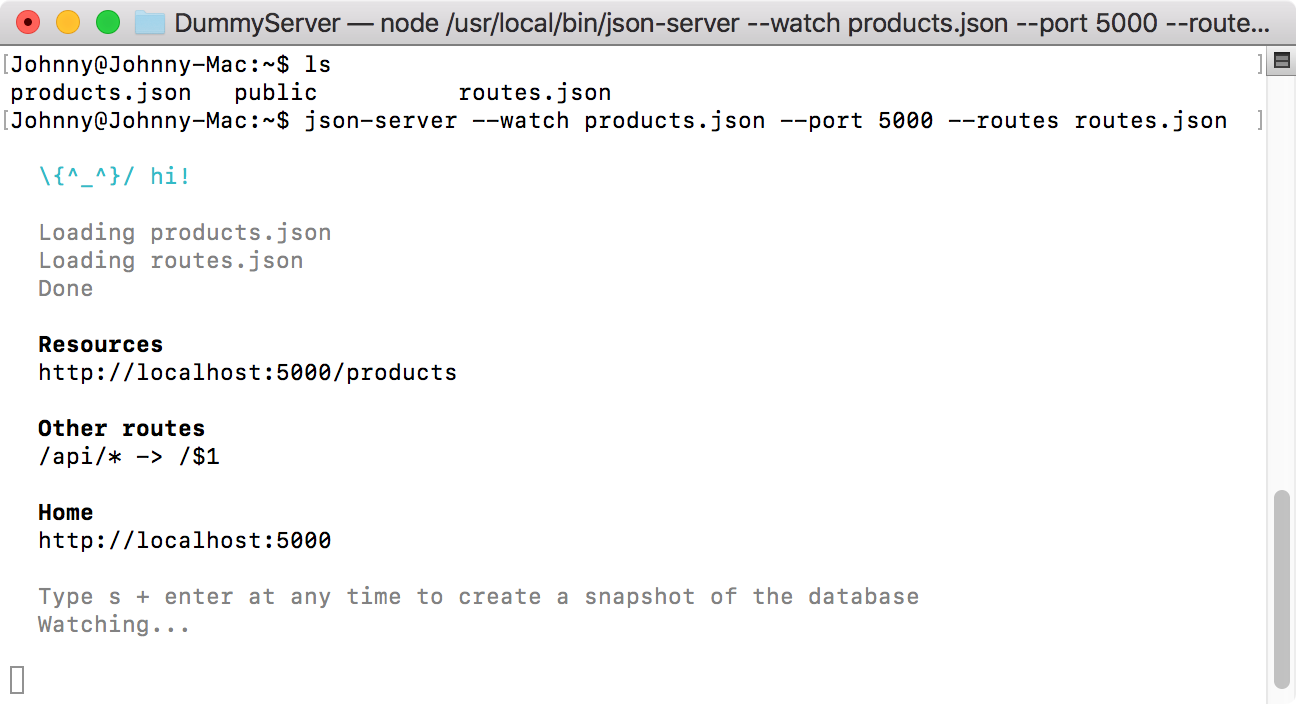 DummyServer — node /usr/local/bin/json-server --watch products.json --port 5000 --route...
[Johnny@Johnny-Mac:~$ ls ]
products.json   public          routes.json
[Johnny@Johnny-Mac:~$ json-server --watch products.json --port 5000 --routes routes.json ]
\{^_^}/ hi!
Loading products.json
Loading routes.json
Done
Resources
http://localhost:5000/products
Other routes
/api/* -> /$1
Home
http://localhost:5000
Type s + enter at any time to create a snapshot of the database
Watching...